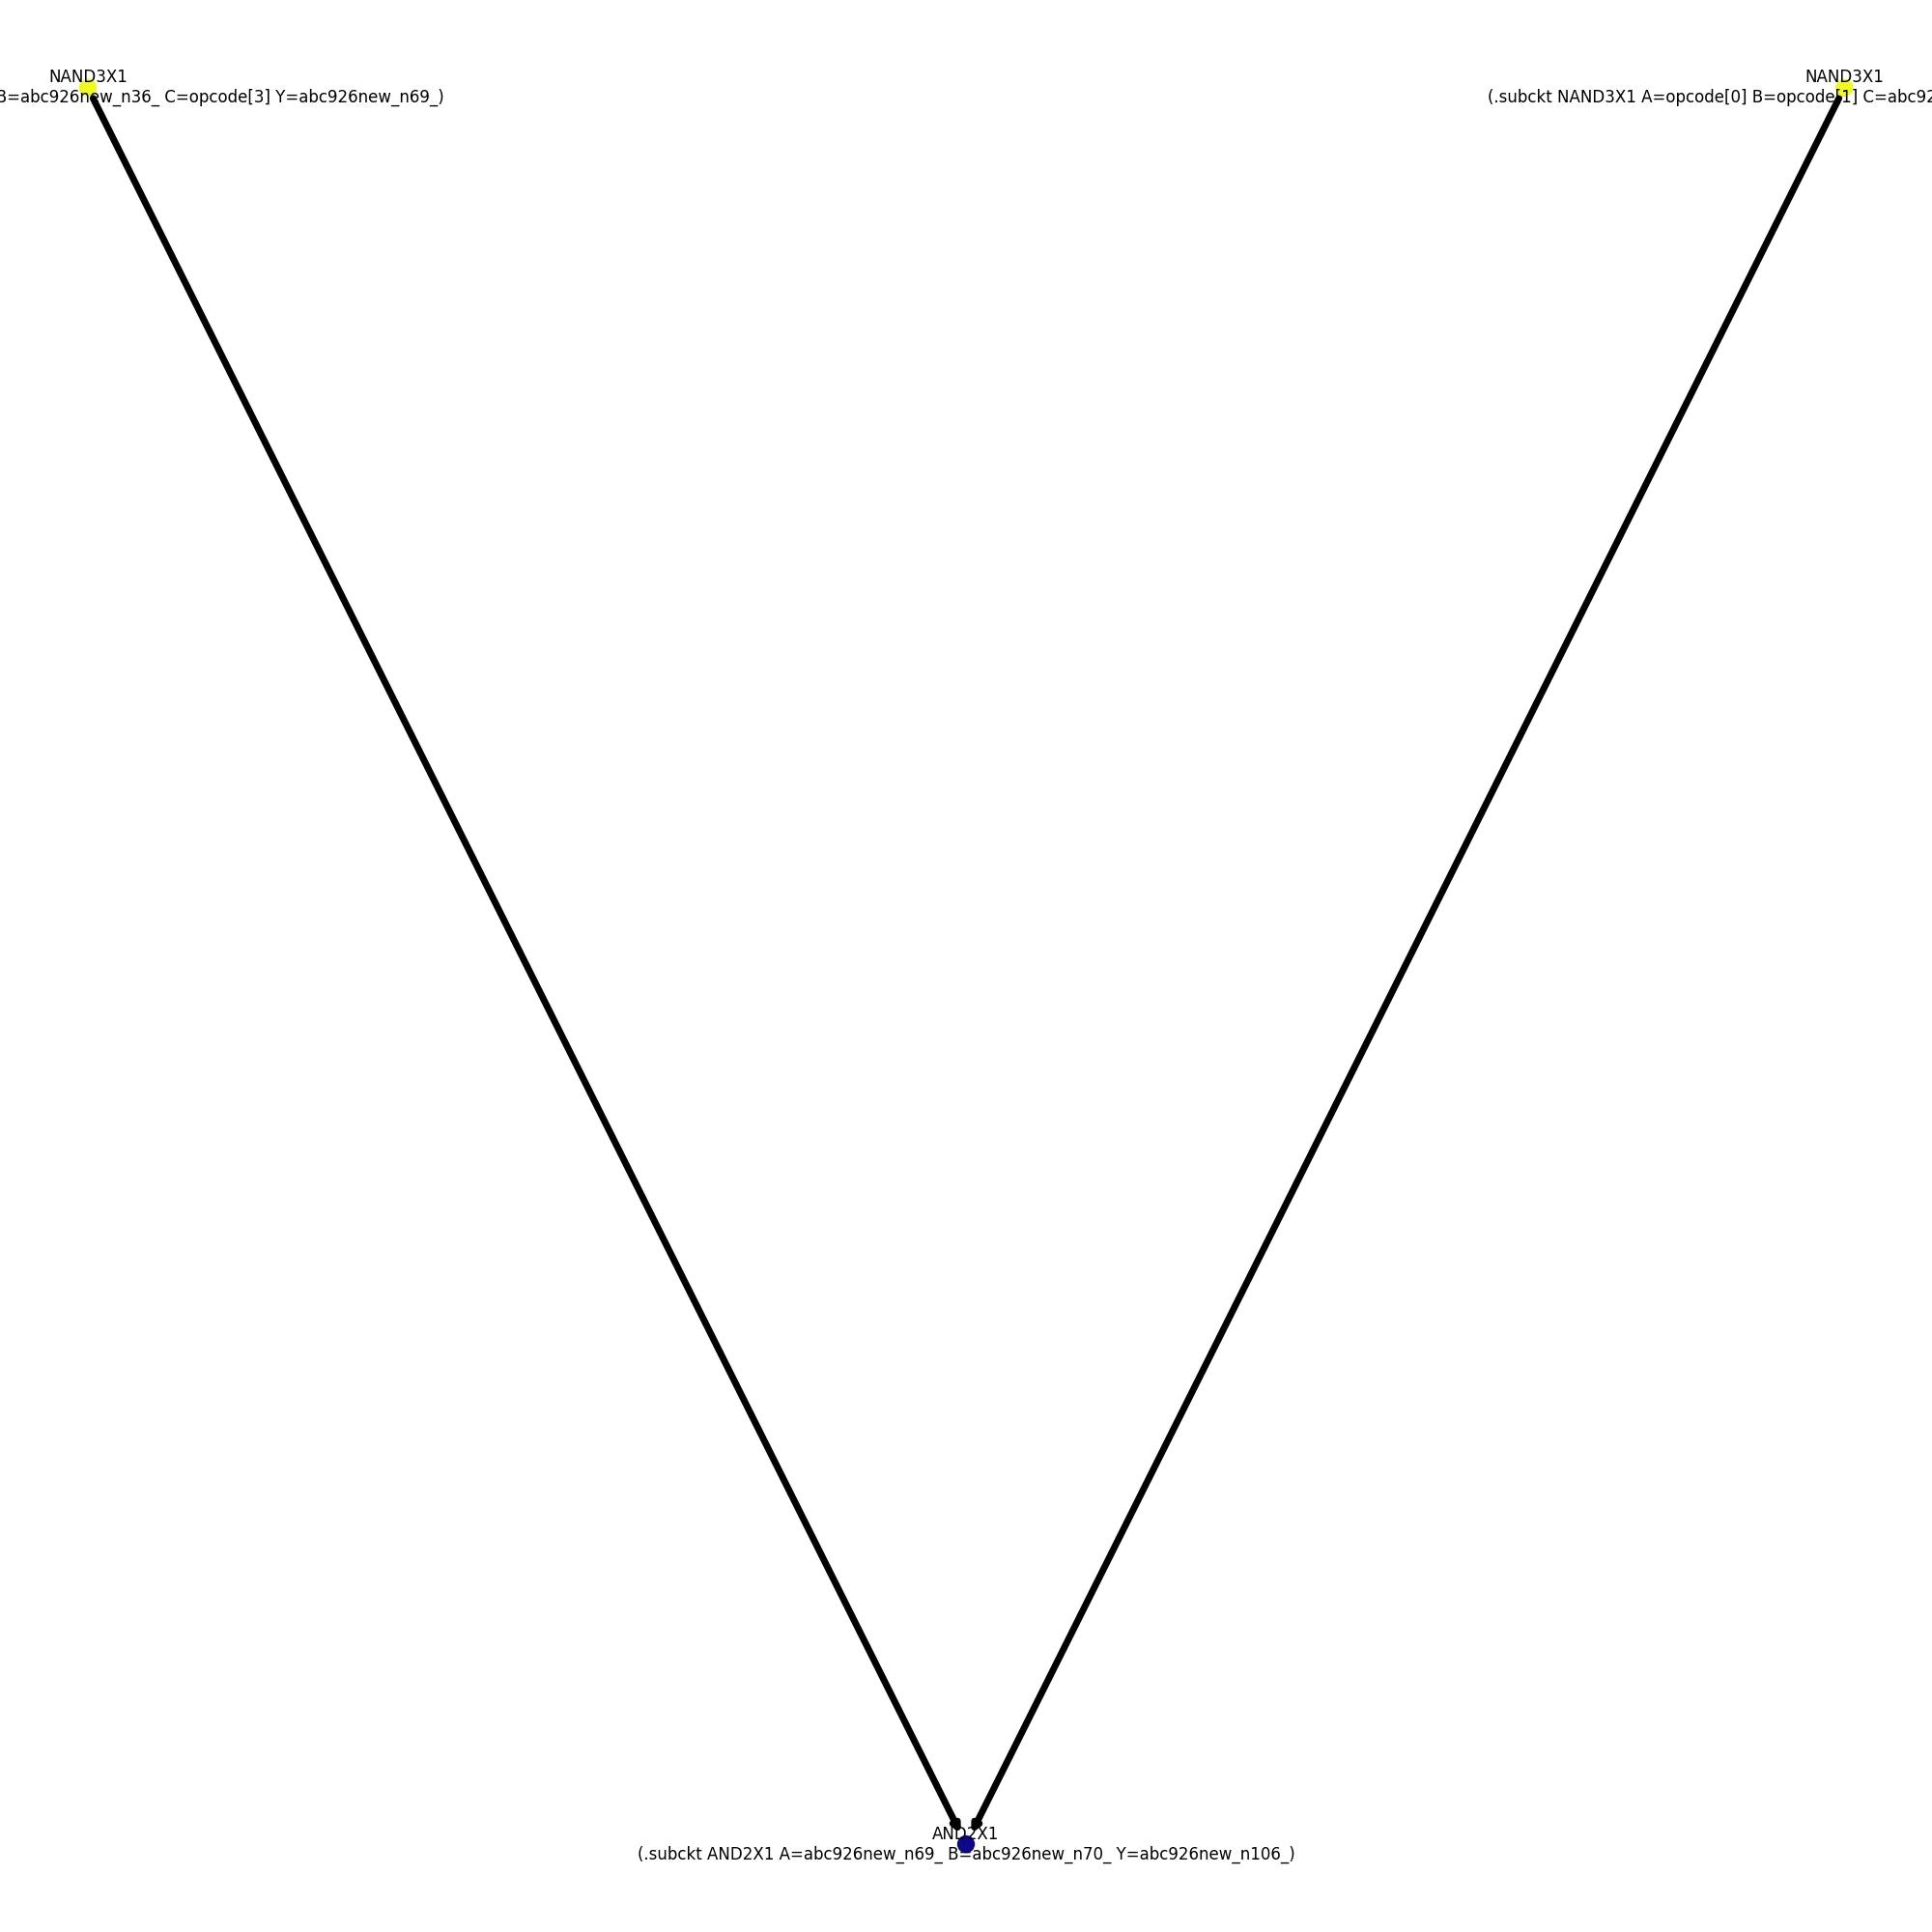 NAND3X1
B=abc926new_n36_ C=opcode[3] Y=abc926new_n69_)
NAND3X1
(.subckt NAND3X1 A=opcode[0] B=opcode[1] C=abc92
AND2X1
(.subckt AND2X1 A=abc926new_n69_ B=abc926new_n70_ Y=abc926new_n106_)